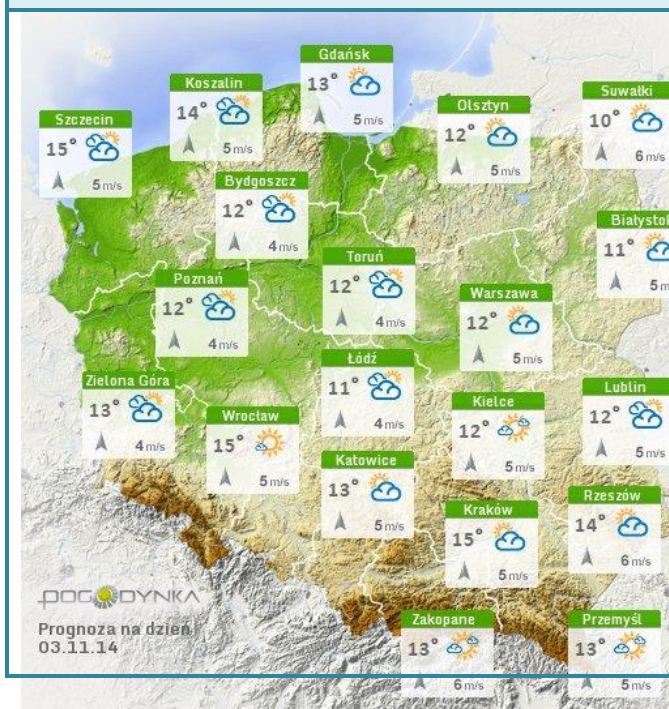 Gdańsk
13°
5 m/s
Koszalin
14°
5 m/s
Suwałki
10°
6 m/s
Olsztyn
12°
5 m/s
Szczecin
15°
5 m/s
Bydgoszcz
12°
4 m/s
Białystok
11°
5 m
Toruń
12°
4 m/s
Poznań
12°
4 m/s
Warszawa
12°
5 m/s
Łódź
11°
4 m/s
Zielona Góra
13°
4 m/s
Lublin
12°
5 m/s
Kielce
12°
5 m/s
Wrocław
15°
5 m/s
Katowice
13°
5 m/s
Rzeszów
14°
6 m/s
Kraków
15°
5 m/s
POGODYNKA
Prognoza na dzień
03.11.14
Zakopane
13°
6 m/s
Przemyśl
13°
5 m/s